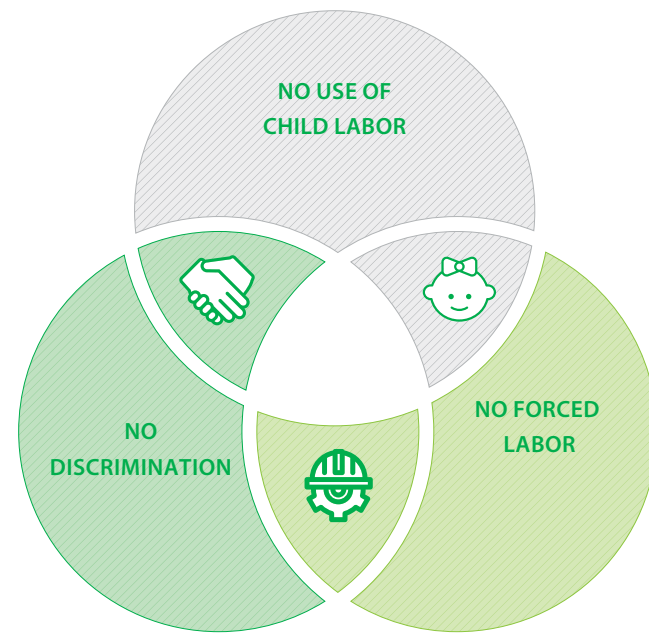 NO USE OF
CHILD LABOR
NO FORCED
LABOR
NO
DISCRIMINATION